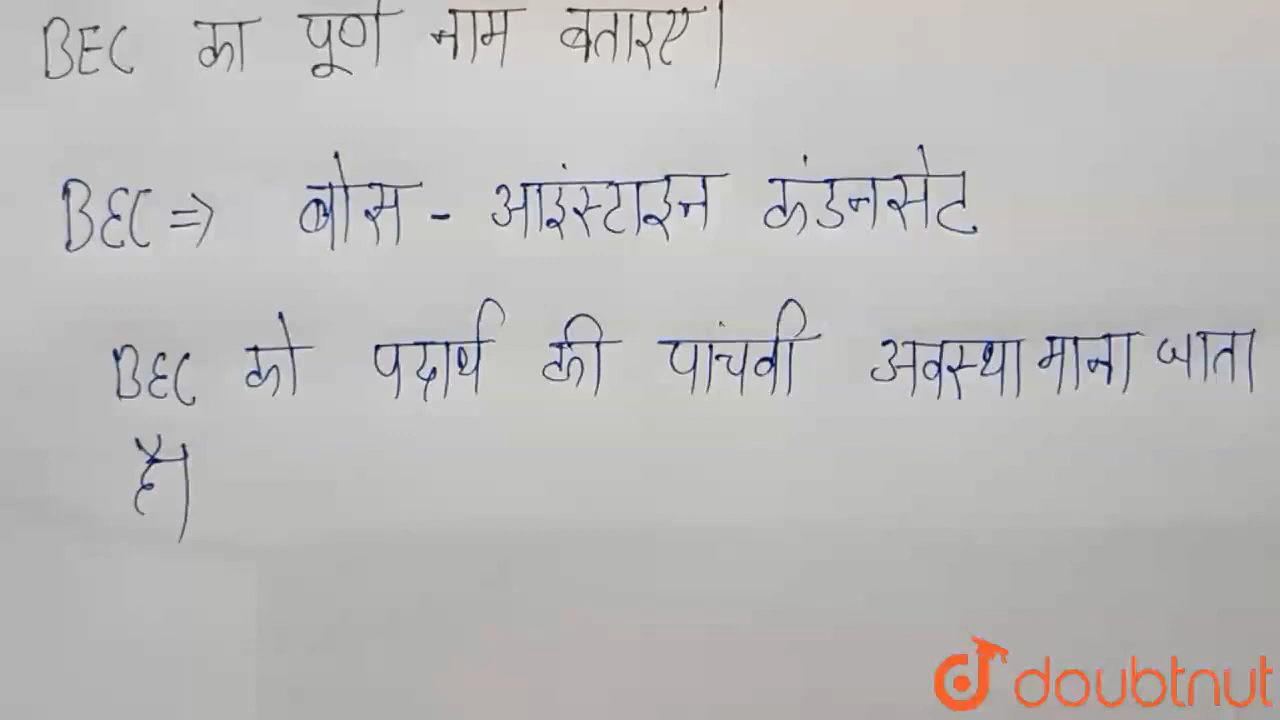 BEC का पूर्ण नाम बताइए।
BEC ⇒ बोस - आइंस्टाइन कंडनसेट
BEC को पदार्थ की पांचवी अवस्था माना जाता
है।
doubtnut